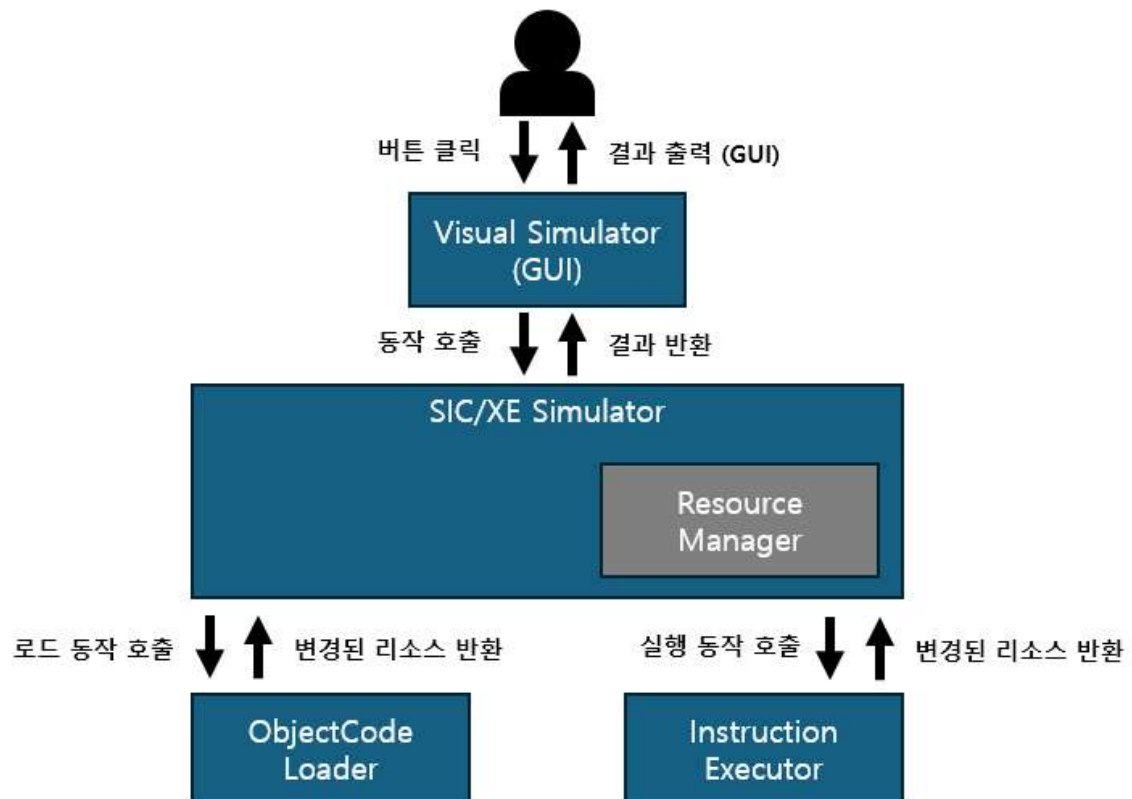 버튼 클릭
결과 출력 (GUI)
Visual Simulator
(GUI)
동작 호출
결과 반환
SIC/XE Simulator
Resource
Manager
로드 동작 호출
변경된 리소스 반환
실행 동작 호출
변경된 리소스 반환
ObjectCode
Loader
Instruction
Executor